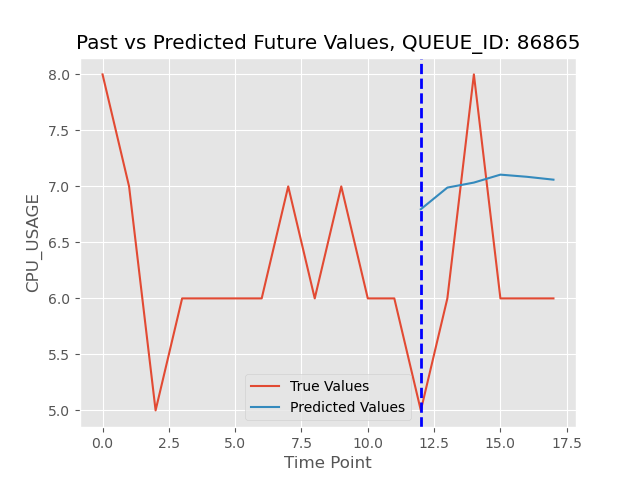 Past vs Predicted Future Values, QUEUE_ID: 86865
8.0
7.5
7.0
6.5
6.0
5.5
5.0
CPU_USAGE
True Values
Predicted Values
0.0 2.5 5.0 7.5 10.0 12.5 15.0 17.5
Time Point